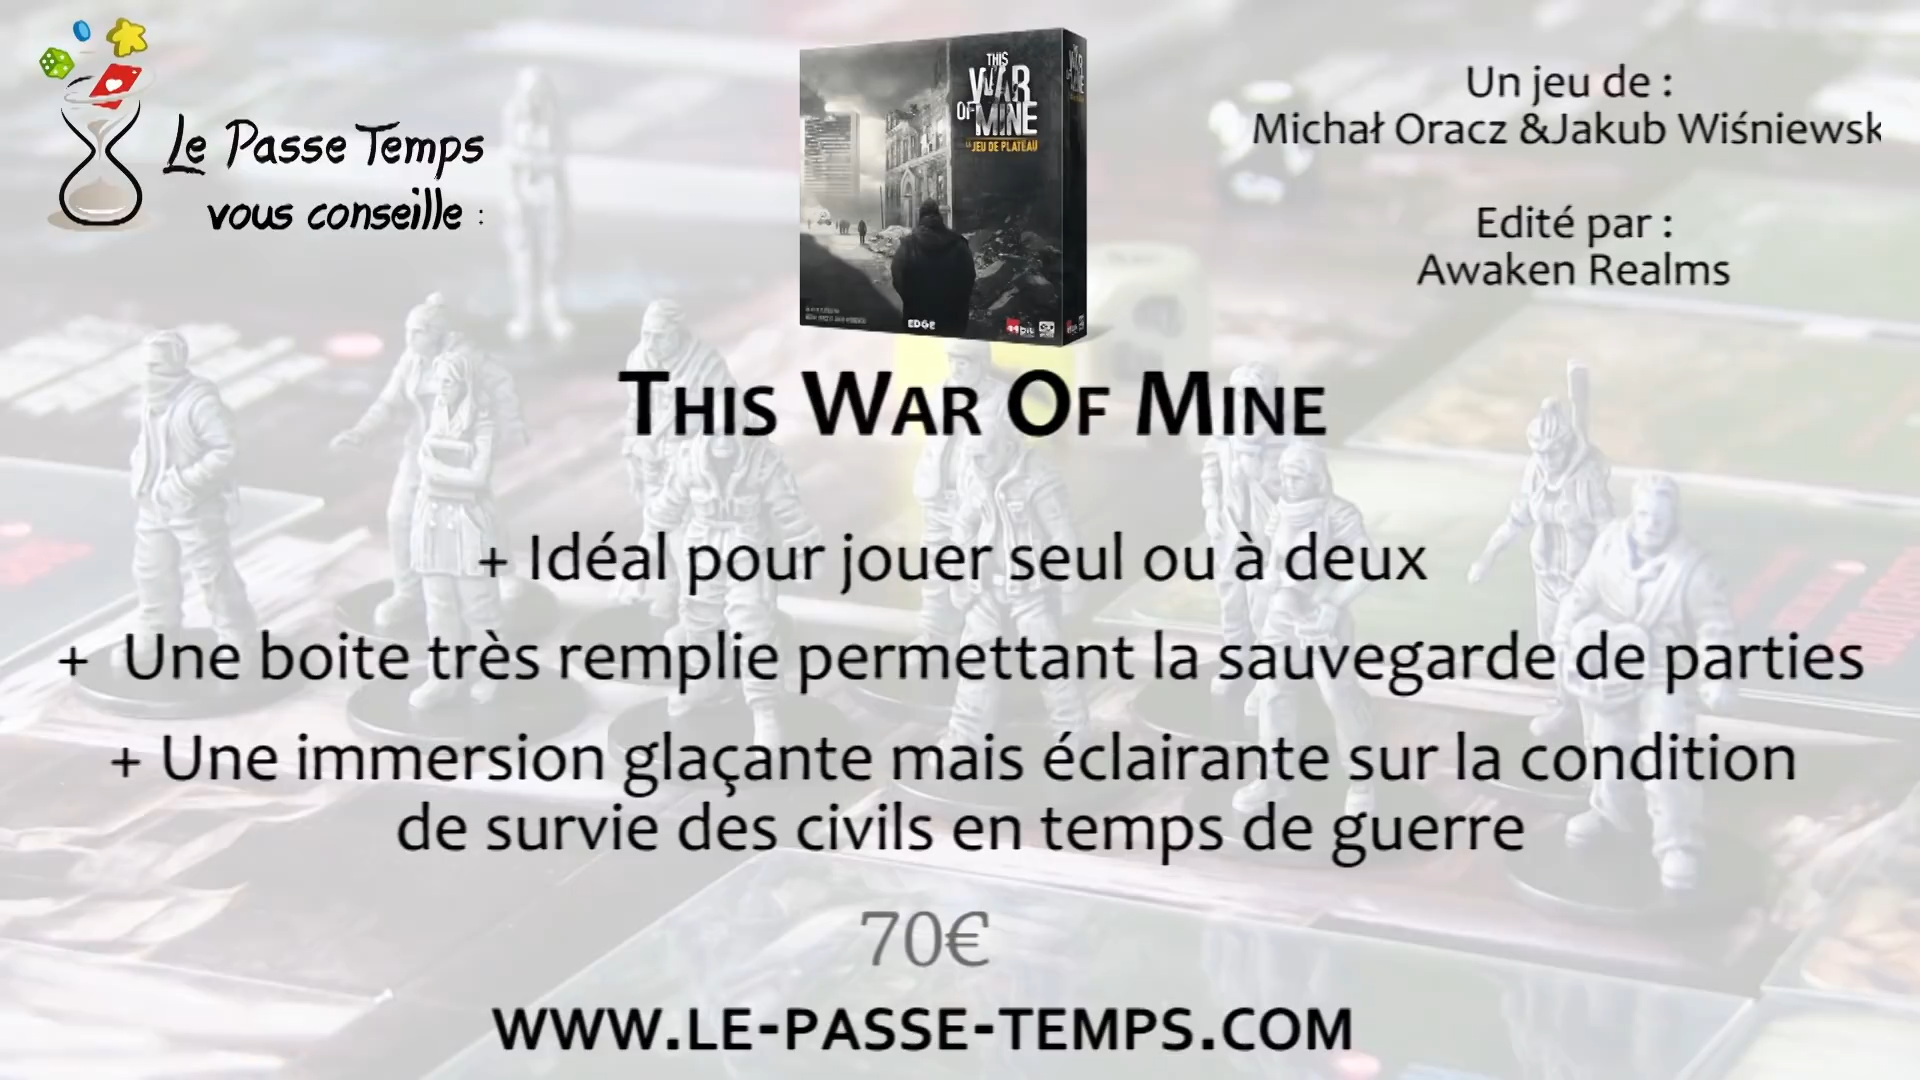 Le Passe Temps
vous conseille :
THIS
WAR
OF MINE
LE JEU DE PLATEAU
EDGE
11 bit
Un jeu de :
Michał Oracz &Jakub Wiśniewsk
Edité par :
Awaken Realms
THIS WAR OF MINE
+ Idéal pour jouer seul ou à deux
+ Une boite très remplie permettant la sauvegarde de parties
+ Une immersion glaçante mais éclairante sur la condition
de survie des civils en temps de guerre
70€
WWW.LE-PASSE-TEMPS.COM